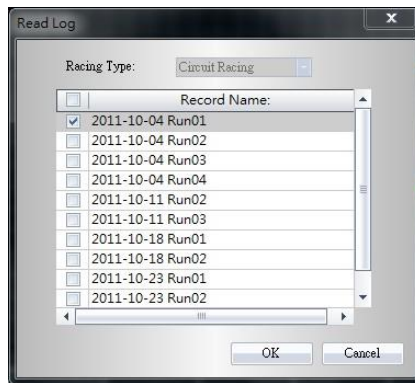 Read Log
x
Racing Type: Circuit Racing
Record Name:
2011-10-04 Run01
2011-10-04 Run02
2011-10-04 Run03
2011-10-04 Run04
2011-10-11 Run02
2011-10-11 Run03
2011-10-18 Run01
2011-10-18 Run02
2011-10-23 Run01
2011-10-23 Run02
OK Cancel